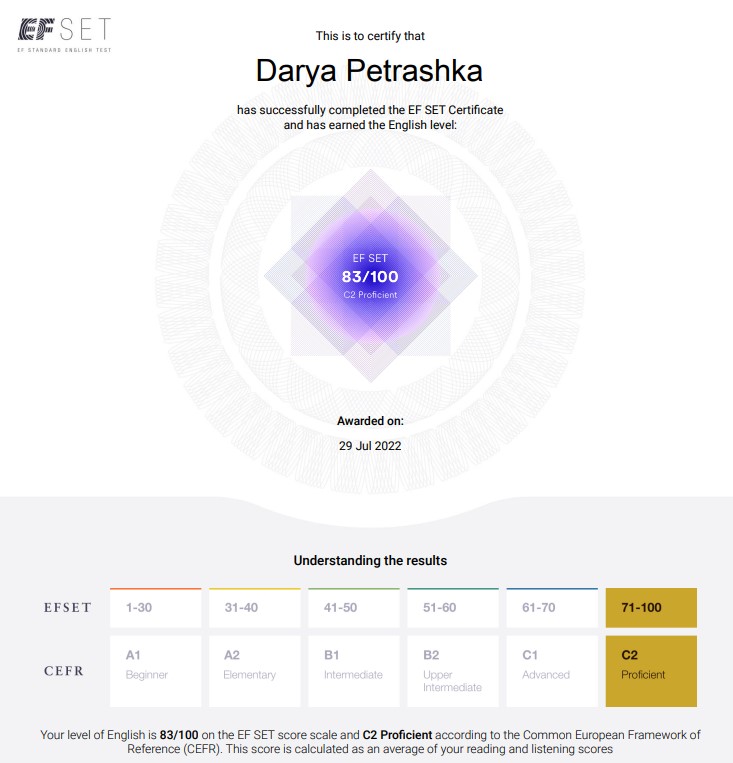 EF SET
EF STANDARD ENGLISH TEST
This is to certify that
Darya Petrashka
has successfully completed the EF SET Certificate
and has earned the English level:
EF SET
83/100
C2 Proficient
Awarded on:
29 Jul 2022
Understanding the results
EFSET 1-30 31-40 41-50 51-60 61-70 71-100
CEFR A1 A2 B1 B2 C1 C2
Beginner Elementary Intermediate Upper Intermediate Advanced Proficient
Your level of English is 83/100 on the EF SET score scale and C2 Proficient according to the Common European Framework of
Reference (CEFR). This score is calculated as an average of your reading and listening scores